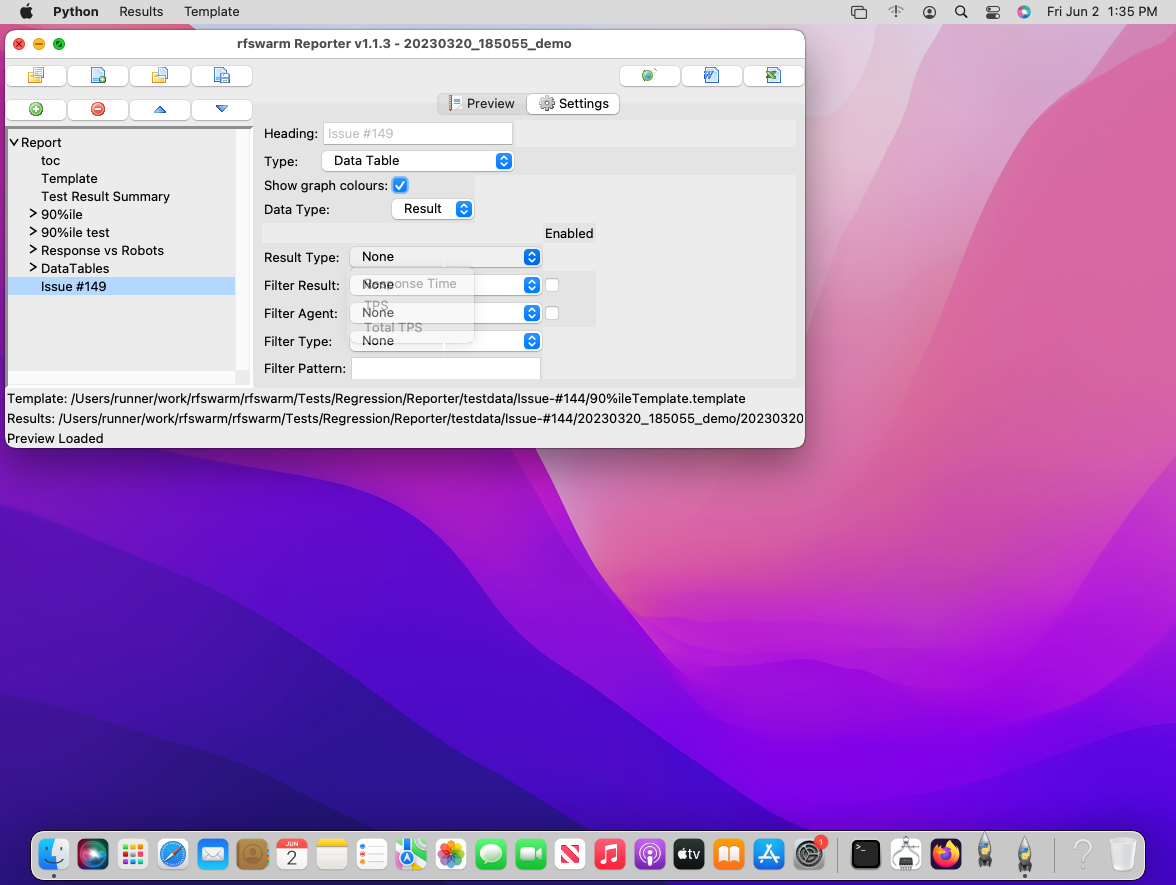 Python Results Template Fri Jun 2 1:35 PM
rfswarm Reporter v1.1.3 - 20230320_185055_demo
Preview Settings
Report
toc
Template
Test Result Summary
90%ile
90%ile test
Response vs Robots
DataTables
Issue #149
Heading: Issue #149
Type: Data Table
Show graph colours:
Data Type: Result
Enabled
Result Type: None
Filter Result: None
Response Time
Filter Agent: None
TPS
Total TPS
Filter Type: None
Filter Pattern:
Template: /Users/runner/work/rfswarm/rfswarm/Tests/Regression/Reporter/testdata/Issue-#144/90%ileTemplate.template
Results: /Users/runner/work/rfswarm/rfswarm/Tests/Regression/Reporter/testdata/Issue-#144/20230320_185055_demo/20230320
Preview Loaded
JUN
2
tv
1